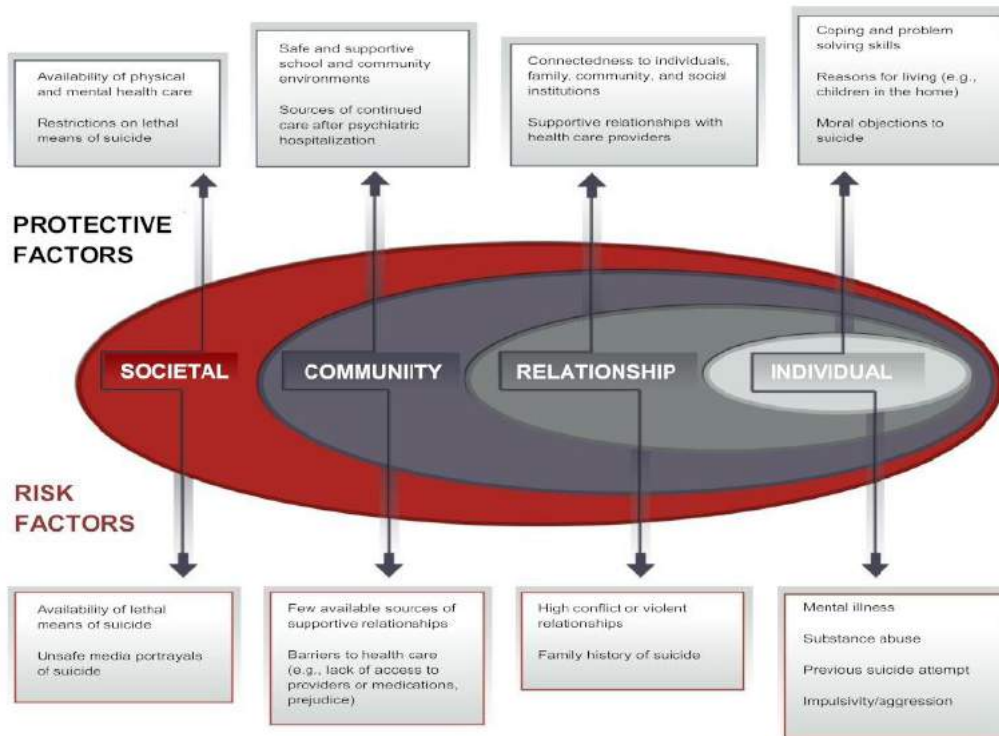 Availability of physical
and mental health care
Restrictions on lethal
means of suicide
Safe and supportive
school and community
environments
Sources of continued
care after psychiatric
hospitalization
Connectedness to individuals,
family, community, and social
institutions
Supportive relationships with
health care providers
Coping and problem
solving skills
Reasons for living (e.g.,
children in the home)
Moral objections to
suicide
PROTECTIVE
FACTORS
SOCIETAL
COMMUNIITY
RELATIONSHIP
INDIVIDUAL
RISK
FACTORS
Availability of lethal
means of suicide
Unsafe media portrayals
of suicide
Few available sources of
supportive relationships
Barriers to health care
(e.g., lack of access to
providers or medications,
prejudice)
High conflict or violent
relationships
Family history of suicide
Mental illness
Substance abuse
Previous suicide attempt
Impulsivity/aggression